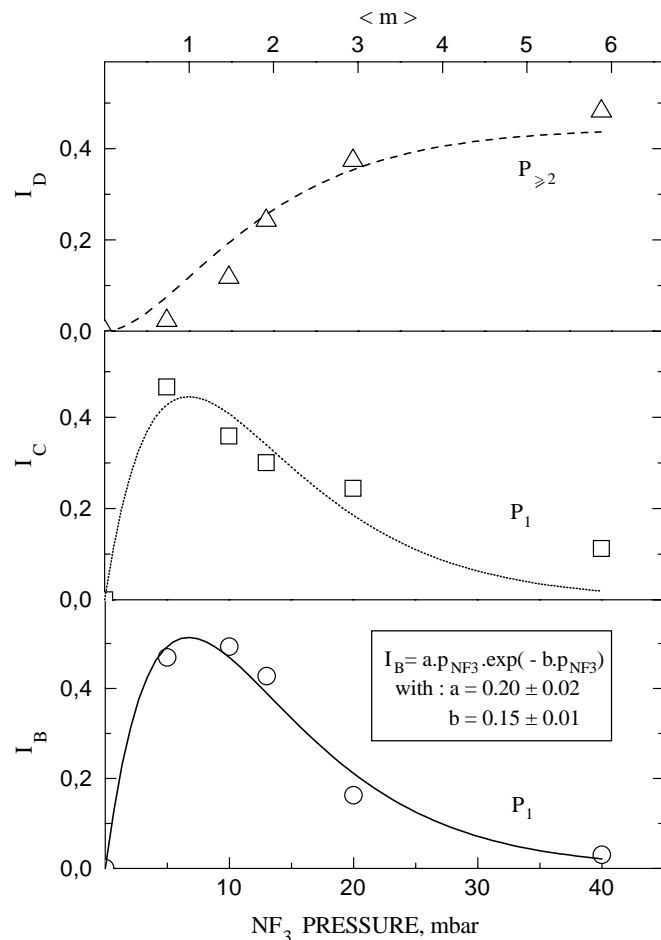 < m >
1 2 3 4 5 6
I_D
0,4
0,2
0,0
P_⩾2
I_C
0,4
0,2
0,0
P_1
I_B
0,4
0,2
0,0
I_B= a.p_NF3.exp( - b.p_NF3)
with : a = 0.20 ± 0.02
b = 0.15 ± 0.01
P_1
10 20 30 40
NF_3 PRESSURE, mbar